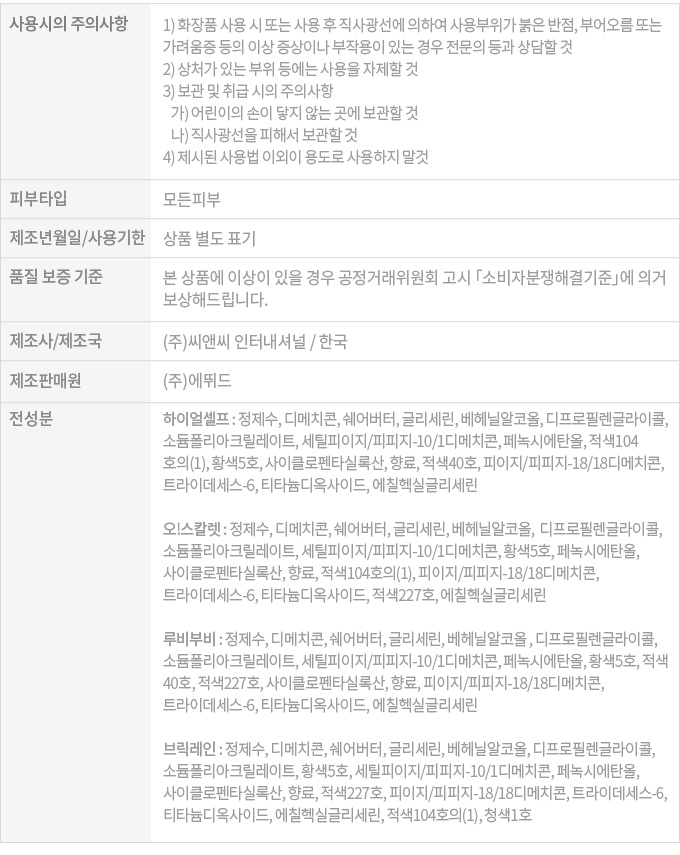 사용시의 주의사항
1) 화장품 사용 시 또는 사용 후 직사광선에 의하여 사용부위가 붉은 반점, 부어오름 또는
가려움증 등의 이상 증상이나 부작용이 있는 경우 전문의 등과 상담할 것
2) 상처가 있는 부위 등에는 사용을 자제할 것
3) 보관 및 취급 시의 주의사항
가) 어린이의 손이 닿지 않는 곳에 보관할 것
나) 직사광선을 피해서 보관할 것
4) 제시된 사용법 이외이 용도로 사용하지 말것
피부타입
모든피부
제조년월일/사용기한
상품 별도 표기
품질 보증 기준
본 상품에 이상이 있을 경우 공정거래위원회 고시 「소비자분쟁해결기준」에 의거
보상해드립니다.
제조사/제조국
(주)씨앤씨 인터내셔널 / 한국
제조판매원
(주)에뛰드
전성분
하이얼셀프 : 정제수, 디메치콘, 쉐어버터, 글리세린, 베헤닐알코올, 디프로필렌글라이콜,
소듐폴리아크릴레이트, 세틸피이지/피피지-10/1디메치콘, 페녹시에탄올, 적색104
호의(1), 황색5호, 사이클로펜타실록산, 향료, 적색40호, 피이지/피피지-18/18디메치콘,
트라이데세스-6, 티타늄디옥사이드, 에칠헥실글리세린
오!스칼렛 : 정제수, 디메치콘, 쉐어버터, 글리세린, 베헤닐알코올, 디프로필렌글라이콜,
소듐폴리아크릴레이트, 세틸피이지/피피지-10/1디메치콘, 황색5호, 페녹시에탄올,
사이클로펜타실록산, 향료, 적색104호의(1), 피이지/피피지-18/18디메치콘,
트라이데세스-6, 티타늄디옥사이드, 적색227호, 에칠헥실글리세린
루비부비 : 정제수, 디메치콘, 쉐어버터, 글리세린, 베헤닐알코올 , 디프로필렌글라이콜,
소듐폴리아크릴레이트, 세틸피이지/피피지-10/1디메치콘, 페녹시에탄올, 황색5호, 적색
40호, 적색227호, 사이클로펜타실록산, 향료, 피이지/피피지-18/18디메치콘,
트라이데세스-6, 티타늄디옥사이드, 에칠헥실글리세린
브릭레인 : 정제수, 디메치콘, 쉐어버터, 글리세린, 베헤닐알코올, 디프로필렌글라이콜,
소듐폴리아크릴레이트, 황색5호, 세틸피이지/피피지-10/1디메치콘, 페녹시에탄올,
사이클로펜타실록산, 향료, 적색227호, 피이지/피피지-18/18디메치콘, 트라이데세스-6,
티타늄디옥사이드, 에칠헥실글리세린, 적색104호의(1), 청색1호